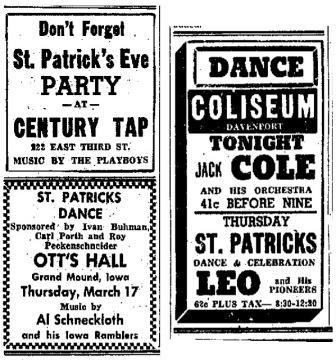 Don't Forget
St. Patrick's Eve
PARTY
— AT —
CENTURY TAP
222 EAST THIRD ST.
MUSIC BY THE PLAYBOYS
ST. PATRICKS
DANCE
Sponsored by Ivan Buhman,
Carl Porth and Roy
Peckenschneider
OTT'S HALL
Grand Mound, Iowa
Thursday, March 17
Music by
Al Schneckloth
and his Iowa Ramblers
DANCE
COLISEUM
DAVENPORT
TONIGHT
JACK COLE
AND HIS ORCHESTRA
41c BEFORE NINE
THURSDAY
ST. PATRICKS
DANCE & CELEBRATION
LEO and His
PIONEERS
62c PLUS TAX— 8:30-12:30